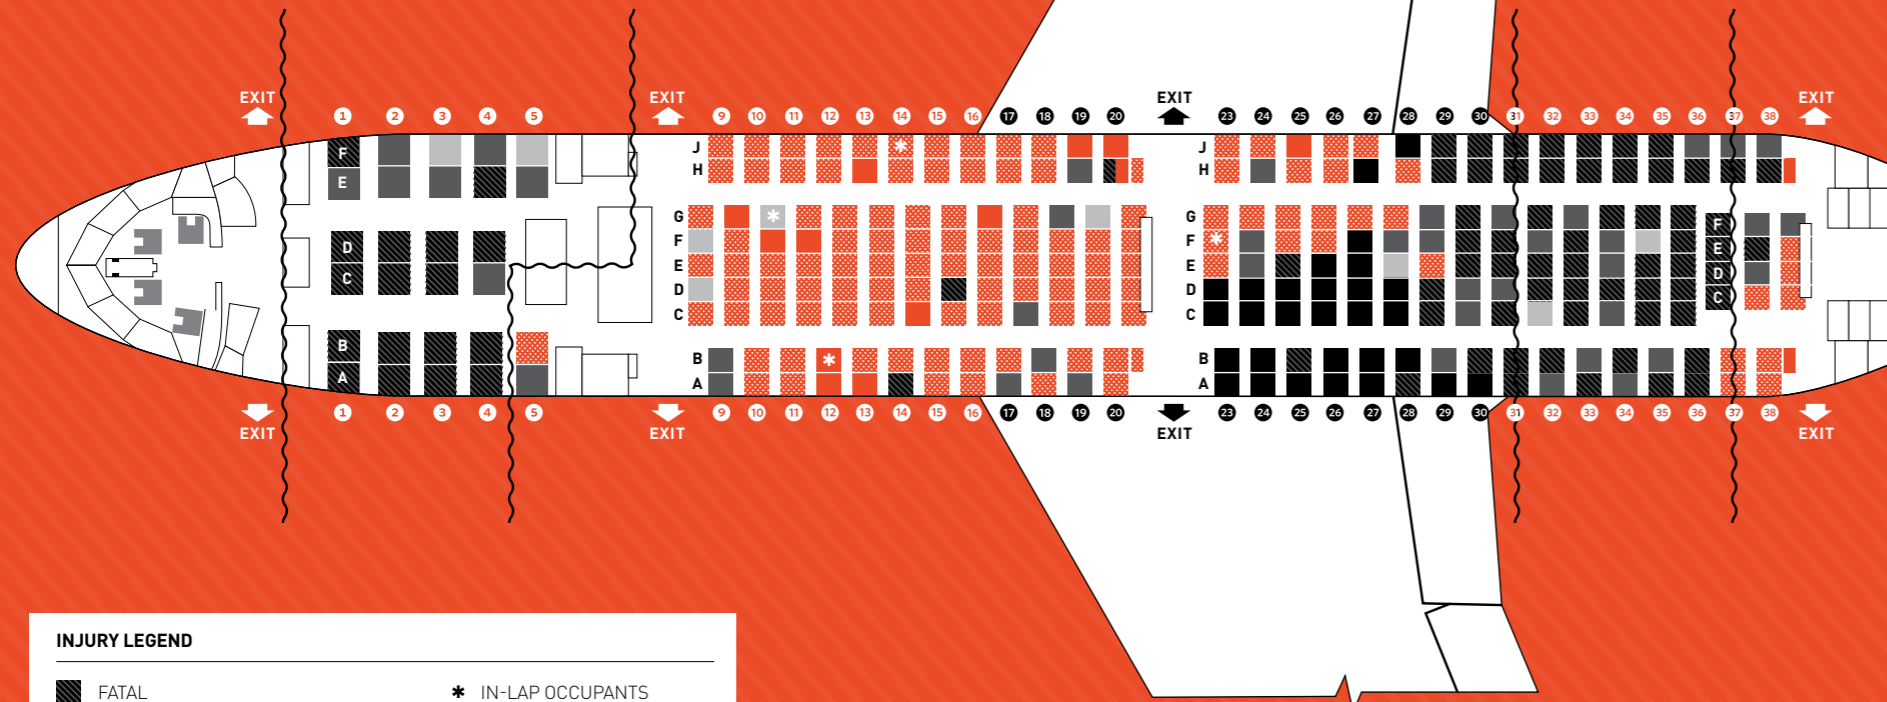 EXIT EXIT EXIT EXIT
1 2 3 4 5 9 10 11 12 13 14 15 16 17 18 19 20 23 24 25 26 27 28 29 30 31 32 33 34 35 36 37 38
F J * J
E H H
G * G F
D F F * E
C E E D
D D C
C C
B B * B
A A A
1 2 3 4 5 9 10 11 12 13 14 15 16 17 18 19 20 23 24 25 26 27 28 29 30 31 32 33 34 35 36 37 38
EXIT EXIT EXIT EXIT
INJURY LEGEND
FATAL * IN-LAP OCCUPANTS